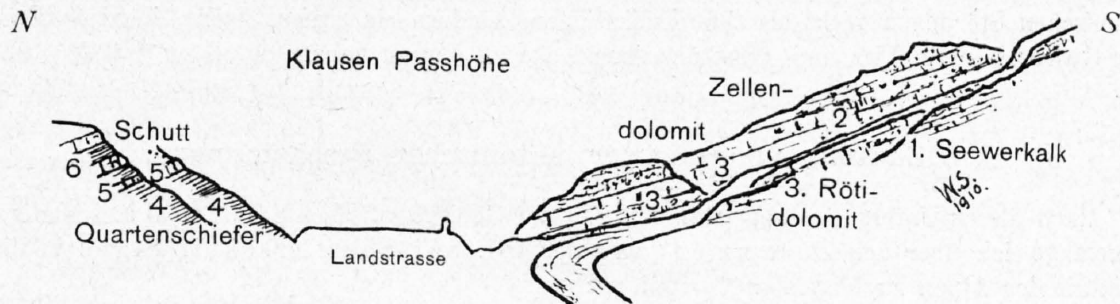 N
S
Klausen Passhöhe
Zellen-
dolomit
Schutt
6
5
5
4
4
Quartenschiefer
Landstrasse
2
3
3
1. Seewerkalk
3. Röti-
dolomit
W.S.
1910.